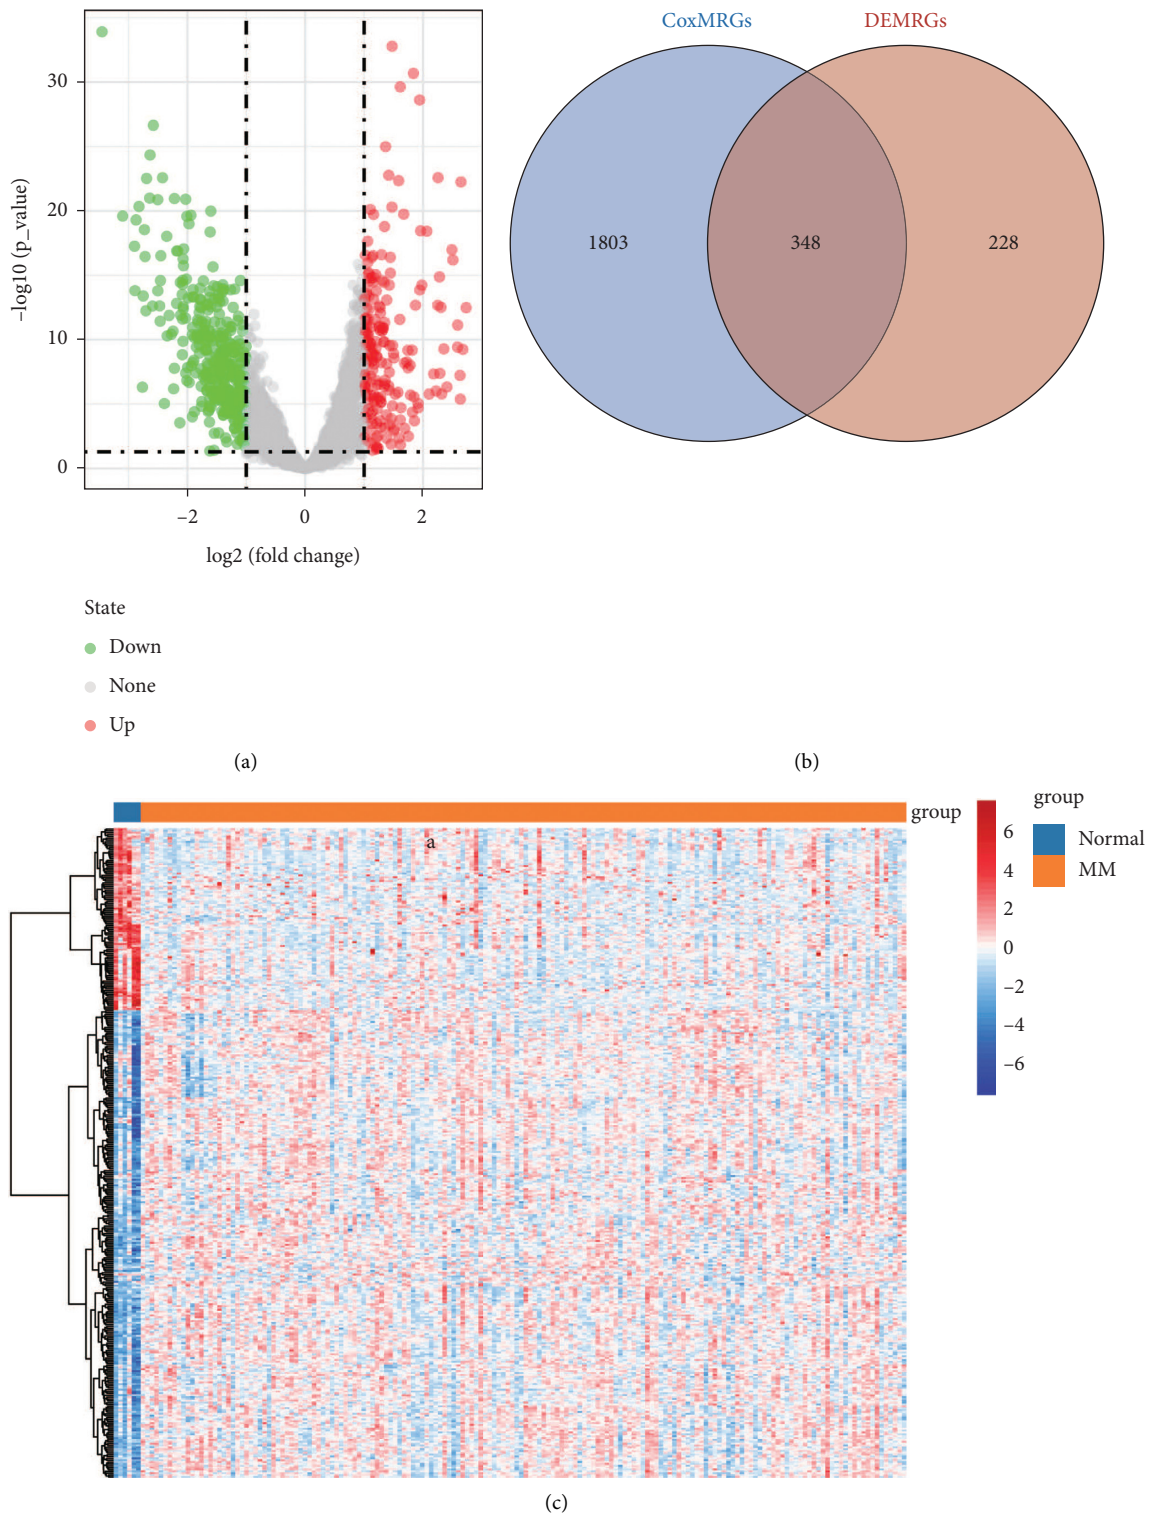 30
20
10
0
−log10 (p_value)
−2 0 2
log2 (fold change)
State
Down
None
Up
(a)
CoxMRGs DEMRGs
1803 348 228
(b)
group
a
6
4
2
0
−2
−4
−6
group
Normal
MM
(c)